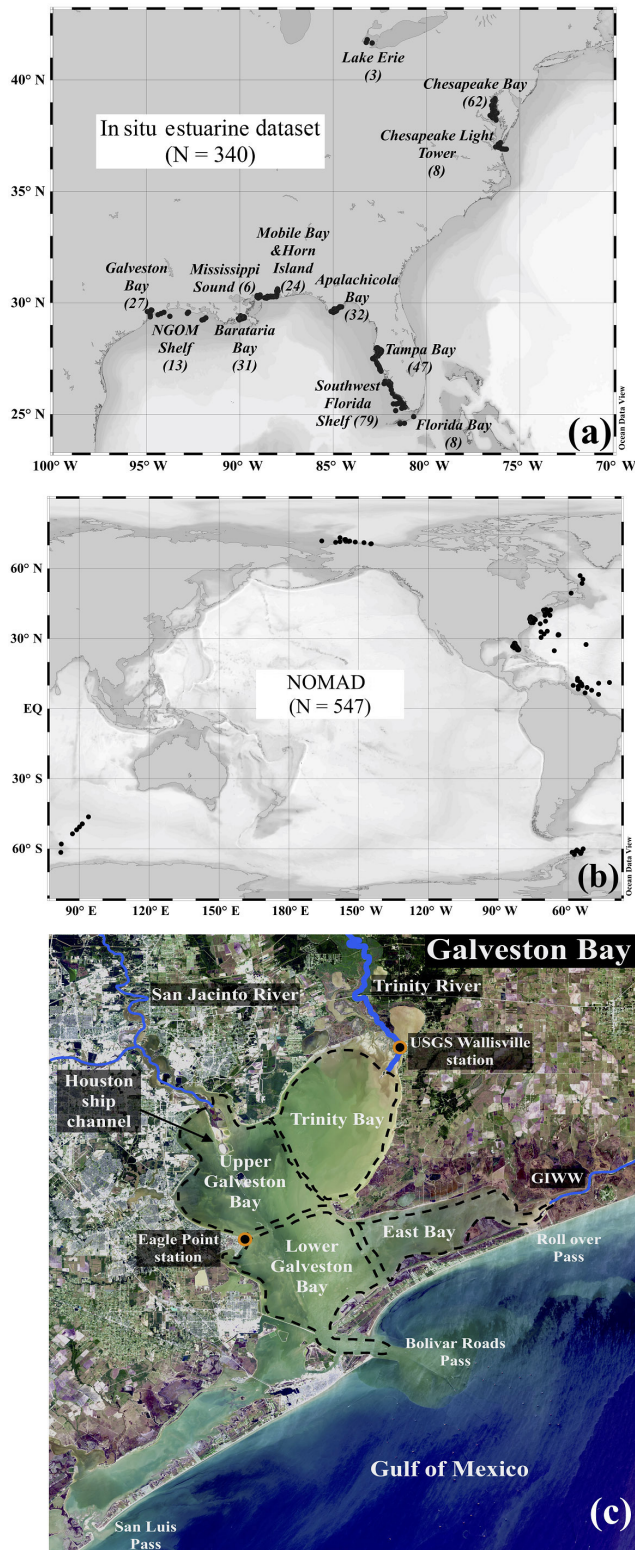 40° N
35° N
30° N
25° N
Lake Erie
(3)
Chesapeake Bay
(62)
In situ estuarine dataset
(N = 340)
Chesapeake Light
Tower
(8)
Mobile Bay
&Horn
Island
(24)
Galveston
Bay
(27)
Mississippi
Sound (6)
Apalachicola
Bay
(32)
NGOM
Shelf
(13)
Barataria
Bay
(31)
Tampa Bay
(47)
Southwest
Florida
Shelf (79)
Florida Bay
(8)
(a)
Ocean Data View
100° W 95° W 90° W 85° W 80° W 75° W 70° W
60° N
30° N
EQ
30° S
60° S
NOMAD
(N = 547)
(b)
Ocean Data View
90° E 120° E 150° E 180° E 150° W 120° W 90° W 60° W
Galveston Bay
San Jacinto River
Trinity River
USGS Wallisville
station
Houston
ship
channel
Trinity Bay
Upper
Galveston
Bay
GIWW
East Bay
Eagle Point
station
Lower
Galveston
Bay
Roll over
Pass
Bolivar Roads
Pass
Gulf of Mexico
San Luis
Pass
(c)